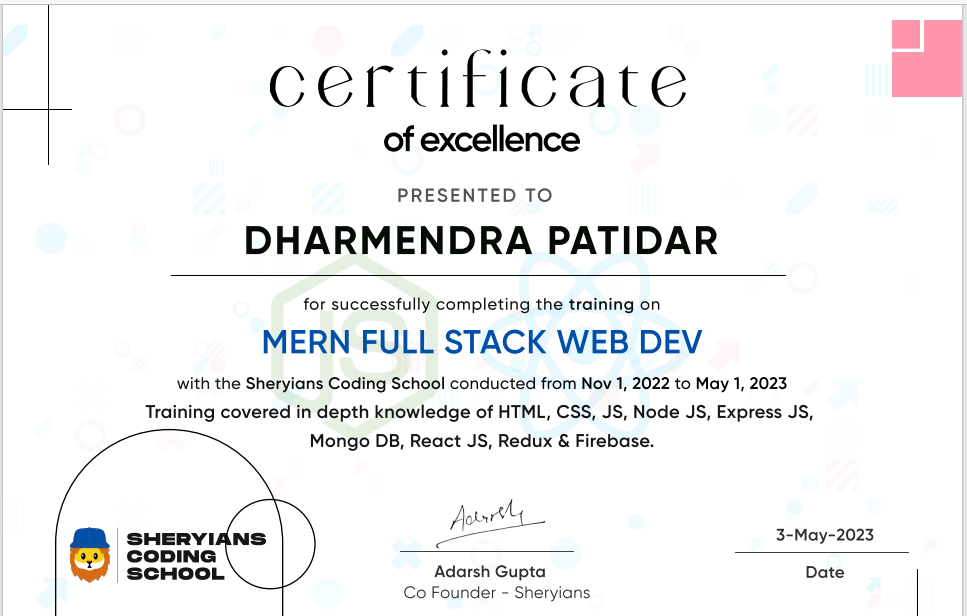 certificate
of excellence
PRESENTED TO
DHARMENDRA PATIDAR
for successfully completing the training on
MERN FULL STACK WEB DEV
with the Sheryians Coding School conducted from Nov 1, 2022 to May 1, 2023
Training covered in depth knowledge of HTML, CSS, JS, Node JS, Express JS,
Mongo DB, React JS, Redux & Firebase.
JS
SHERYIANS
CODING
SCHOOL
Adarsh
Adarsh Gupta
Co Founder - Sheryians
3-May-2023
Date